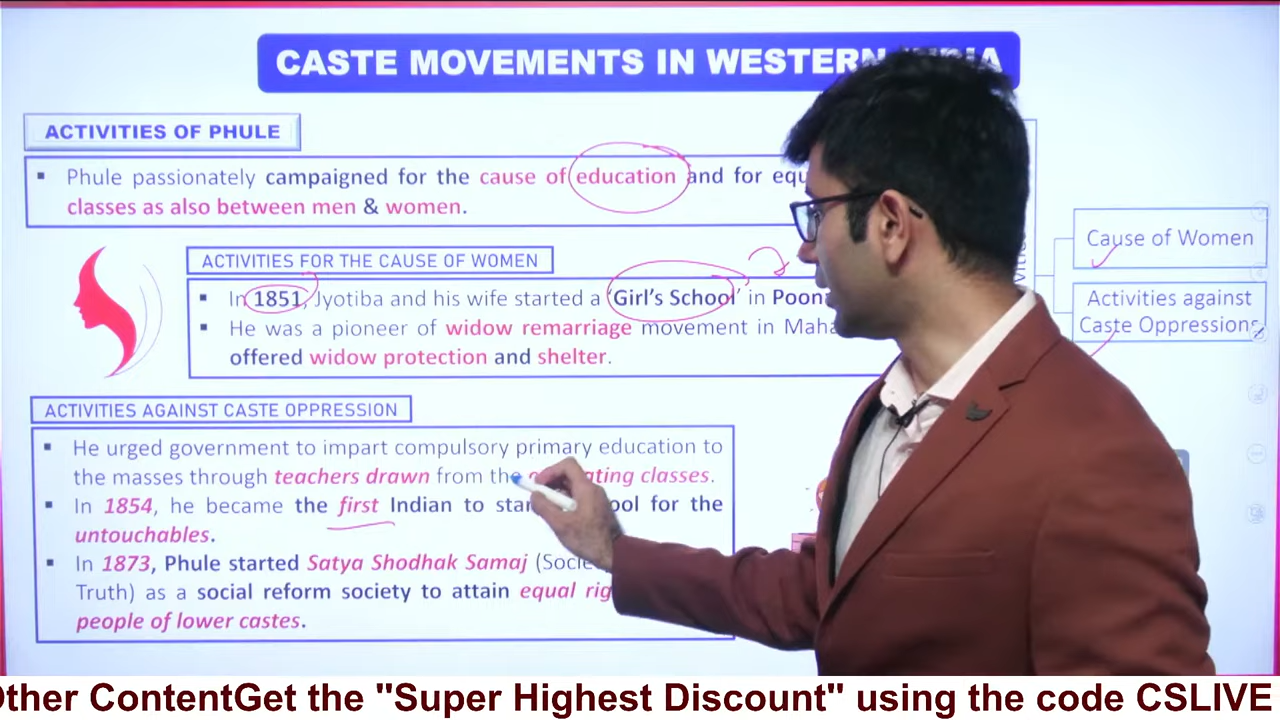 CASTE MOVEMENTS IN WESTERN
ACTIVITIES OF PHULE
▪ Phule passionately campaigned for the cause of education and for
classes as also between men & women.
ACTIVITIES FOR THE CAUSE OF WOMEN
▪ In 1851, Jyotiba and his wife started a ‘Girl’s School’ in
▪ He was a pioneer of widow remarriage movement in
offered widow protection and shelter.
Cause of Women
Activities against
Caste Oppressions
ACTIVITIES AGAINST CASTE OPPRESSION
▪ He urged government to impart compulsory primary education to
the masses through teachers drawn from the classes.
▪ In 1854, he became the first Indian to for the
untouchables.
▪ In 1873, Phule started Satya Shodhak Samaj
Truth) as a social reform society to attain equal
people of lower castes.
Other ContentGet the "Super Highest Discount" using the code CSLIVE